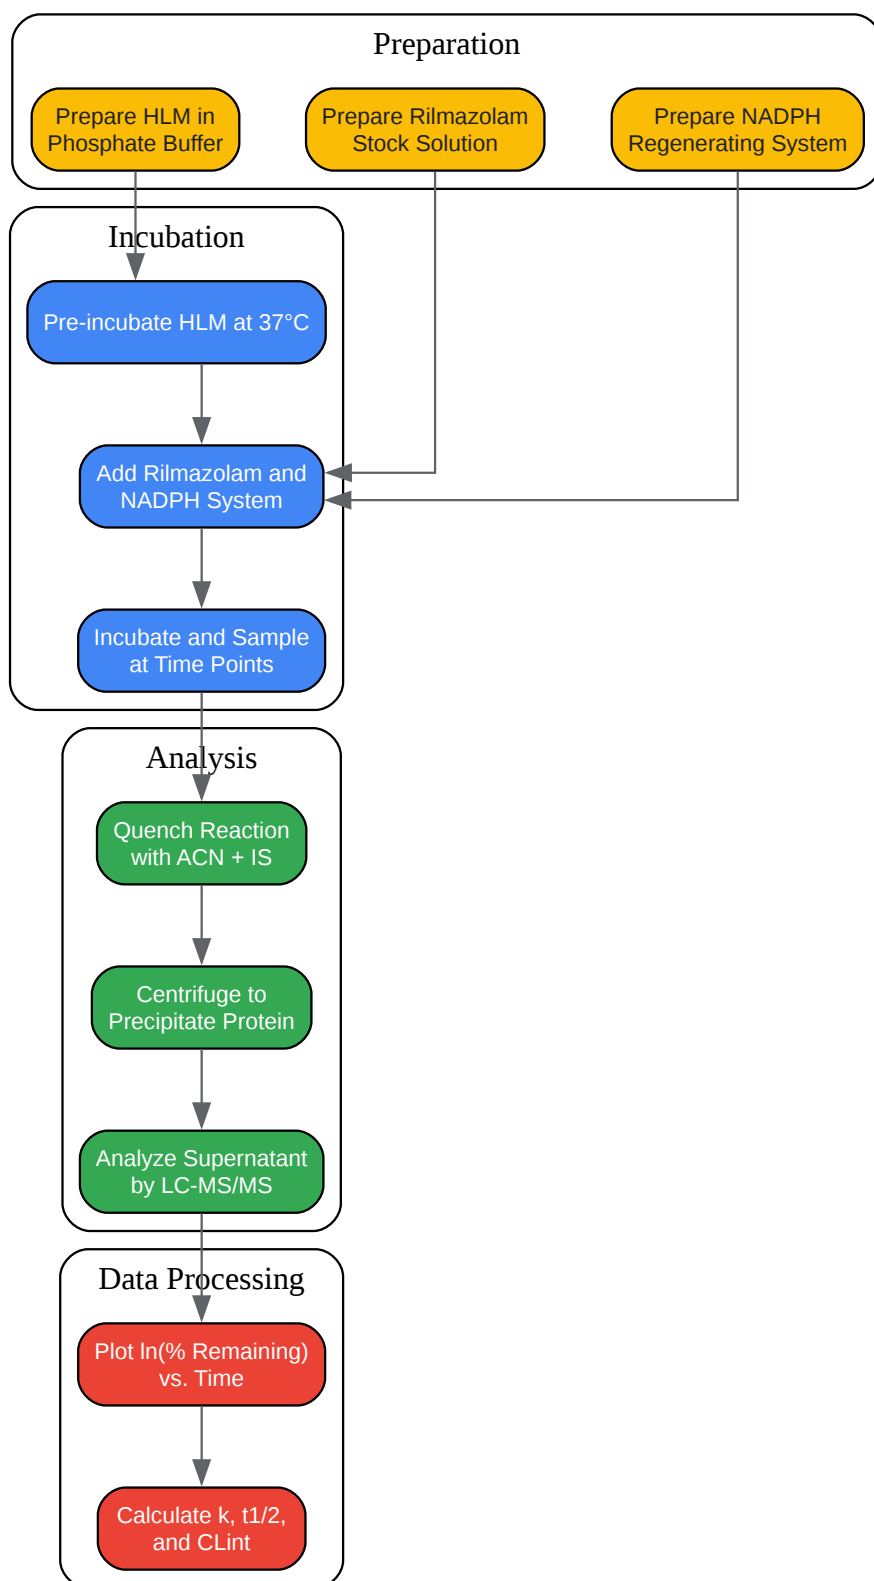 Preparation
Prepare HLM in
Phosphate Buffer
Prepare Rilmazolam
Stock Solution
Prepare NADPH
Regenerating System
Incubation
Pre-incubate HLM at 37°C
Add Rilmazolam and
NADPH System
Incubate and Sample
at Time Points
Analysis
Quench Reaction
with ACN + IS
Centrifuge to
Precipitate Protein
Analyze Supernatant
by LC-MS/MS
Data Processing
Plot ln(% Remaining)
vs. Time
Calculate k, t1/2,
and CLint